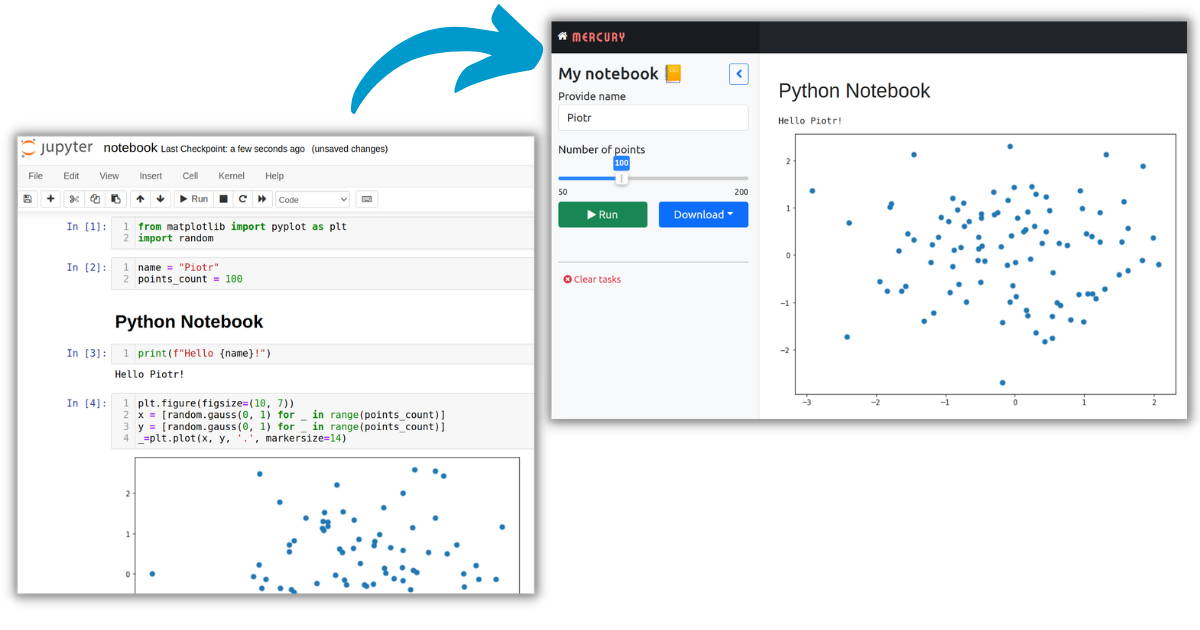 MERCURY
My notebook
Provide name
Piotr
Number of points
100
50 200
Run Download
Clear tasks
Python Notebook
Hello Piotr!
2
1
0
−1
−2
−3 −2 −1 0 1 2
jupyter notebook Last Checkpoint: a few seconds ago (unsaved changes)
File Edit View Insert Cell Kernel Help
Run Code
In [1]: 1 from matplotlib import pyplot as plt
2 import random
In [2]: 1 name = "Piotr"
2 points_count = 100
Python Notebook
In [3]: 1 print(f"Hello {name}!")
Hello Piotr!
In [4]: 1 plt.figure(figsize=(10, 7))
2 x = [random.gauss(0, 1) for _ in range(points_count)]
3 y = [random.gauss(0, 1) for _ in range(points_count)]
4 _=plt.plot(x, y, '.', markersize=14)
2
1
0